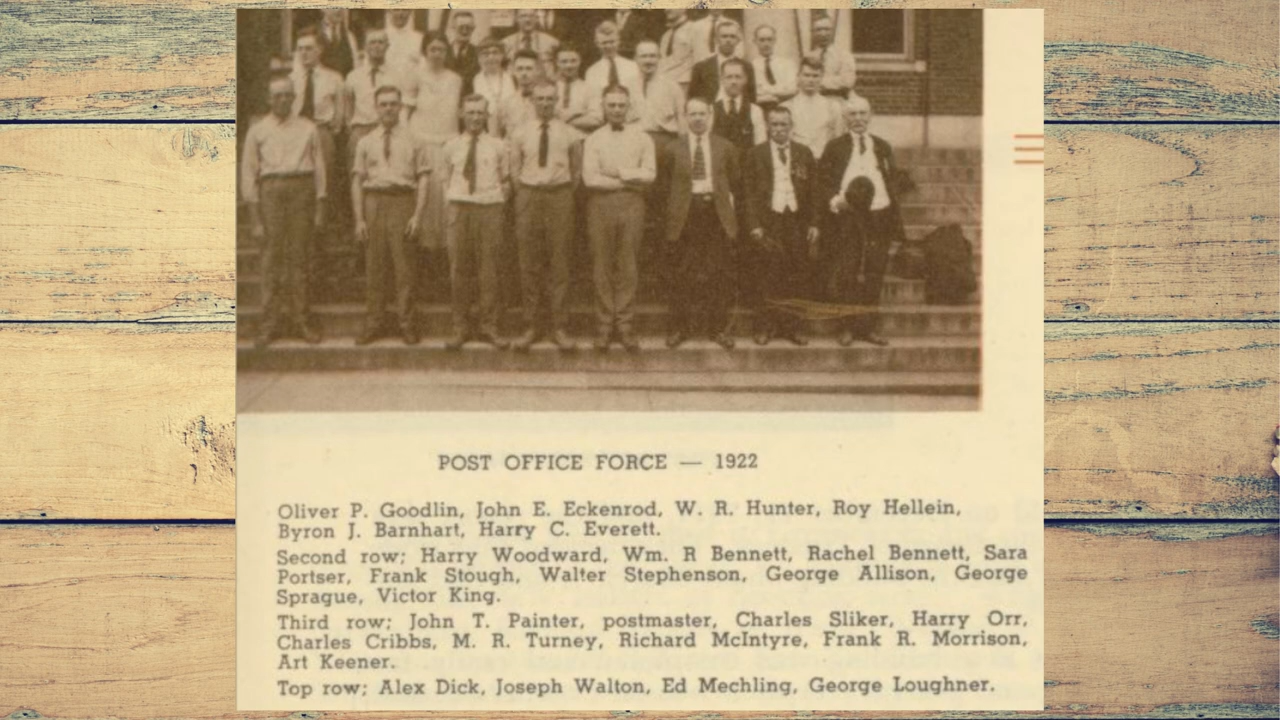 POST OFFICE FORCE — 1922
Oliver P. Goodlin, John E. Eckenrod, W. R. Hunter, Roy Hellein,
Byron J. Barnhart, Harry C. Everett.
Second row; Harry Woodward, Wm. R Bennett, Rachel Bennett, Sara
Portser, Frank Stough, Walter Stephenson, George Allison, George
Sprague, Victor King.
Third row; John T. Painter, postmaster, Charles Sliker, Harry Orr,
Charles Cribbs, M. R. Turney, Richard McIntyre, Frank R. Morrison,
Art Keener.
Top row; Alex Dick, Joseph Walton, Ed Mechling, George Loughner.